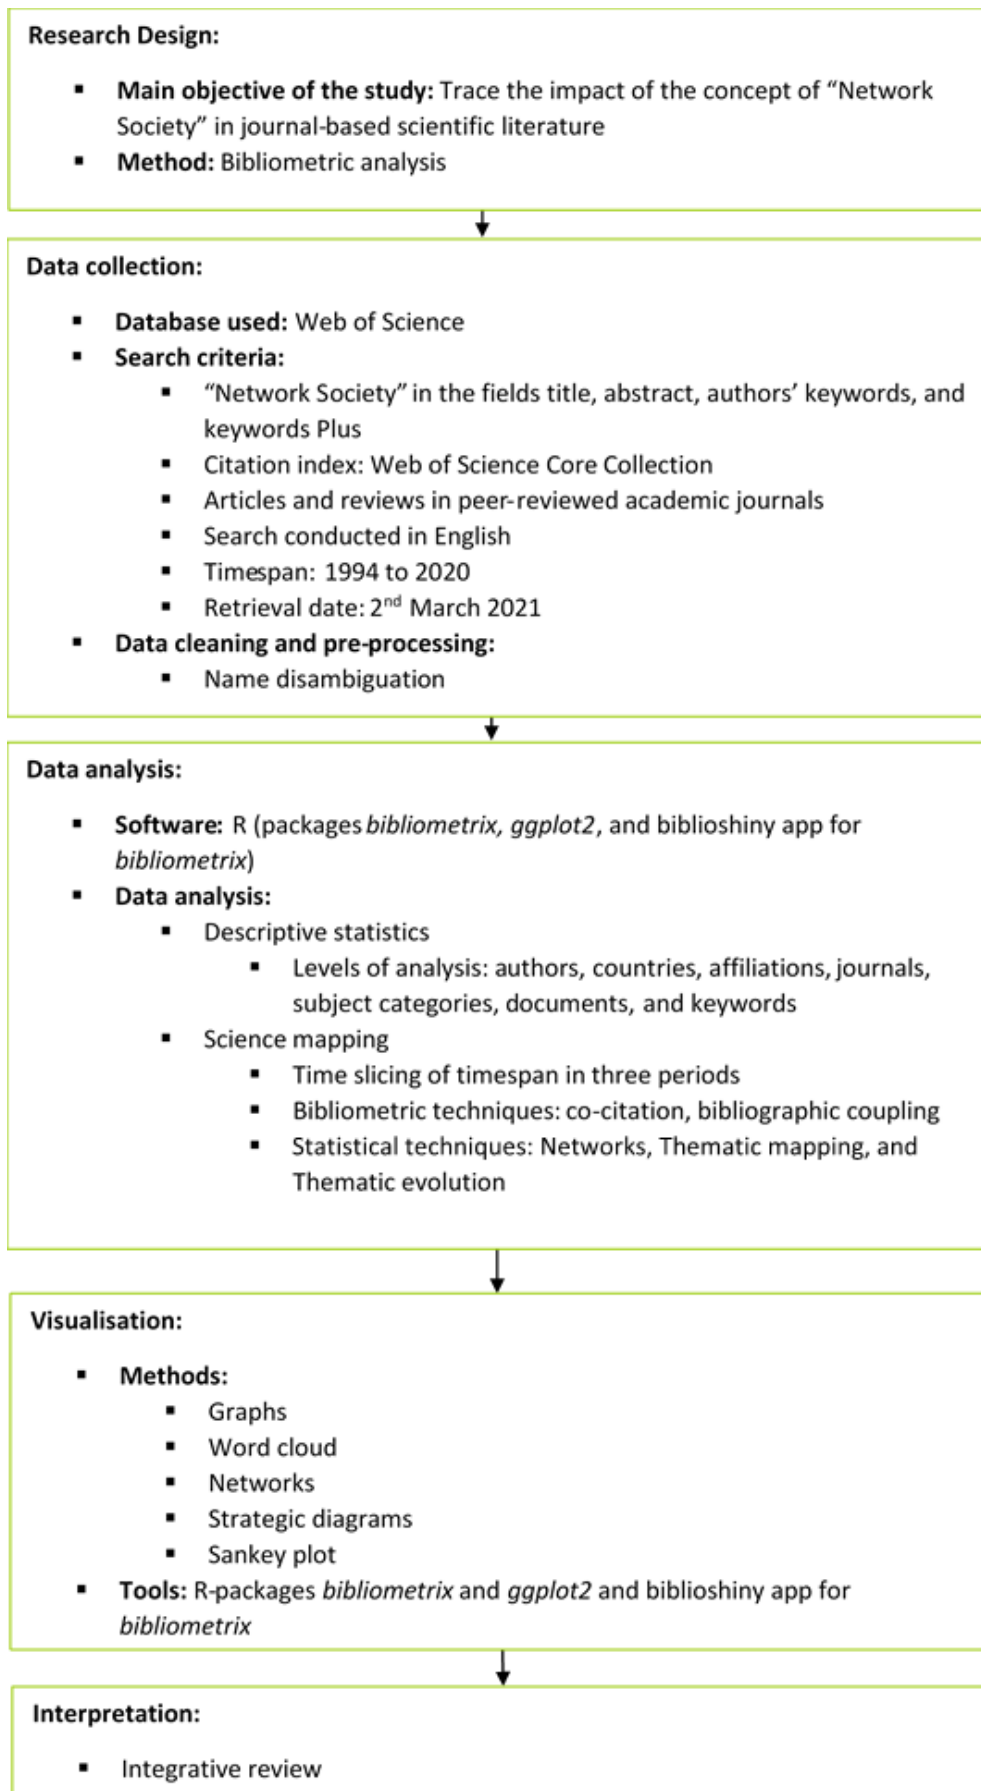 Research Design:
▪ Main objective of the study: Trace the impact of the concept of “Network
Society” in journal-based scientific literature
▪ Method: Bibliometric analysis
Data collection:
▪ Database used: Web of Science
▪ Search criteria:
▪ “Network Society” in the fields title, abstract, authors’ keywords, and
keywords Plus
▪ Citation index: Web of Science Core Collection
▪ Articles and reviews in peer-reviewed academic journals
▪ Search conducted in English
▪ Timespan: 1994 to 2020
▪ Retrieval date: 2nd March 2021
▪ Data cleaning and pre-processing:
▪ Name disambiguation
Data analysis:
▪ Software: R (packages bibliometrix, ggplot2, and biblioshiny app for
bibliometrix)
▪ Data analysis:
▪ Descriptive statistics
▪ Levels of analysis: authors, countries, affiliations, journals,
subject categories, documents, and keywords
▪ Science mapping
▪ Time slicing of timespan in three periods
▪ Bibliometric techniques: co-citation, bibliographic coupling
▪ Statistical techniques: Networks, Thematic mapping, and
Thematic evolution
Visualisation:
▪ Methods:
▪ Graphs
▪ Word cloud
▪ Networks
▪ Strategic diagrams
▪ Sankey plot
▪ Tools: R-packages bibliometrix and ggplot2 and biblioshiny app for
bibliometrix
Interpretation:
▪ Integrative review